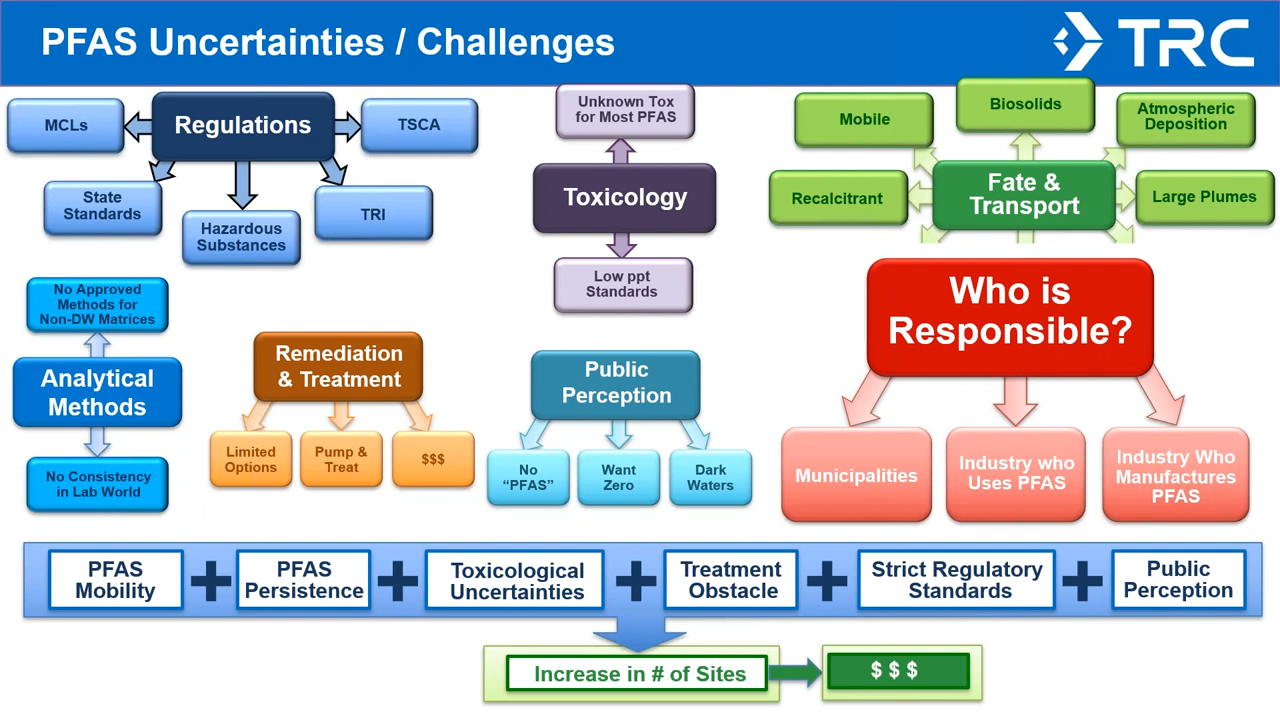 PFAS Uncertainties / Challenges
TRC
MCLs
Regulations
TSCA
State
Standards
Hazardous
Substances
TRI
Unknown Tox
for Most PFAS
Toxicology
Low ppt
Standards
Mobile
Biosolids
Atmospheric
Deposition
Recalcitrant
Fate &
Transport
Large Plumes
No Approved
Methods for
Non-DW Matrices
Analytical
Methods
No Consistency
in Lab World
Remediation
& Treatment
Limited
Options
Pump &
Treat
$$$
Public
Perception
No
“PFAS”
Want
Zero
Dark
Waters
Who is
Responsible?
Municipalities
Industry who
Uses PFAS
Industry Who
Manufactures
PFAS
PFAS
Mobility
+
PFAS
Persistence
+
Toxicological
Uncertainties
+
Treatment
Obstacle
+
Strict Regulatory
Standards
+
Public
Perception
Increase in # of Sites
$ $ $